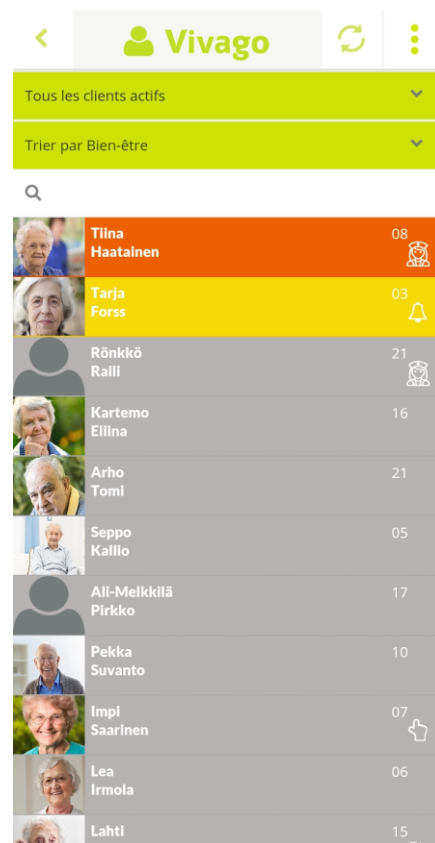 Vivago
Tous les clients actifs
Trier par Bien-être
Tiina
Haatainen
08
Tarja
Forss
03
Rönkkö
Raili
21
Kartemo
Eliina
16
Arho
Tomi
21
Seppo
Kallio
05
Ali-Melkkilä
Pirkko
17
Pekka
Suvanto
10
Impi
Saarinen
07
Lea
Irmola
06
Lahti
15